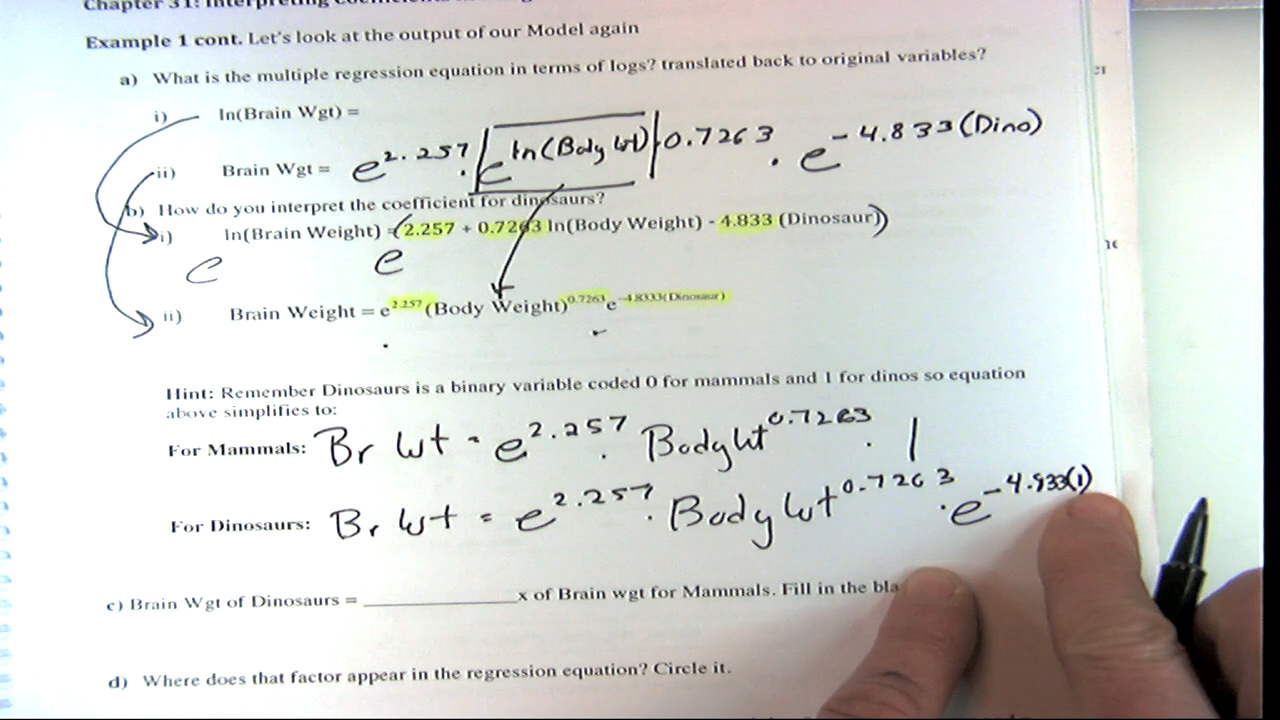 Chapter 31: Interpreting
Example 1 cont. Let's look at the output of our Model again
a) What is the multiple regression equation in terms of logs? translated back to original variables?
i) ln(Brain Wgt) =
ii) Brain Wgt = e^2.257 · e^ln(Body Wt) 0.7263 · e^-4.833(Dino)
b) How do you interpret the coefficient for dinosaurs?
i) ln(Brain Weight) = (2.257 + 0.7263 ln(Body Weight) - 4.833 (Dinosaur))
e e
ii) Brain Weight = e^2.257 (Body Weight)^0.7263 e^-4.8333(Dinosaur)
Hint: Remember Dinosaurs is a binary variable coded 0 for mammals and 1 for dinos so equation
above simplifies to:
For Mammals: Br Wt = e^2.257 · BodyWt^0.7263 · 1
For Dinosaurs: Br Wt = e^2.257 · Body Wt^0.7263 · e^-4.833(1)
c) Brain Wgt of Dinosaurs = ______________x of Brain wgt for Mammals. Fill in the
d) Where does that factor appear in the regression equation? Circle it.